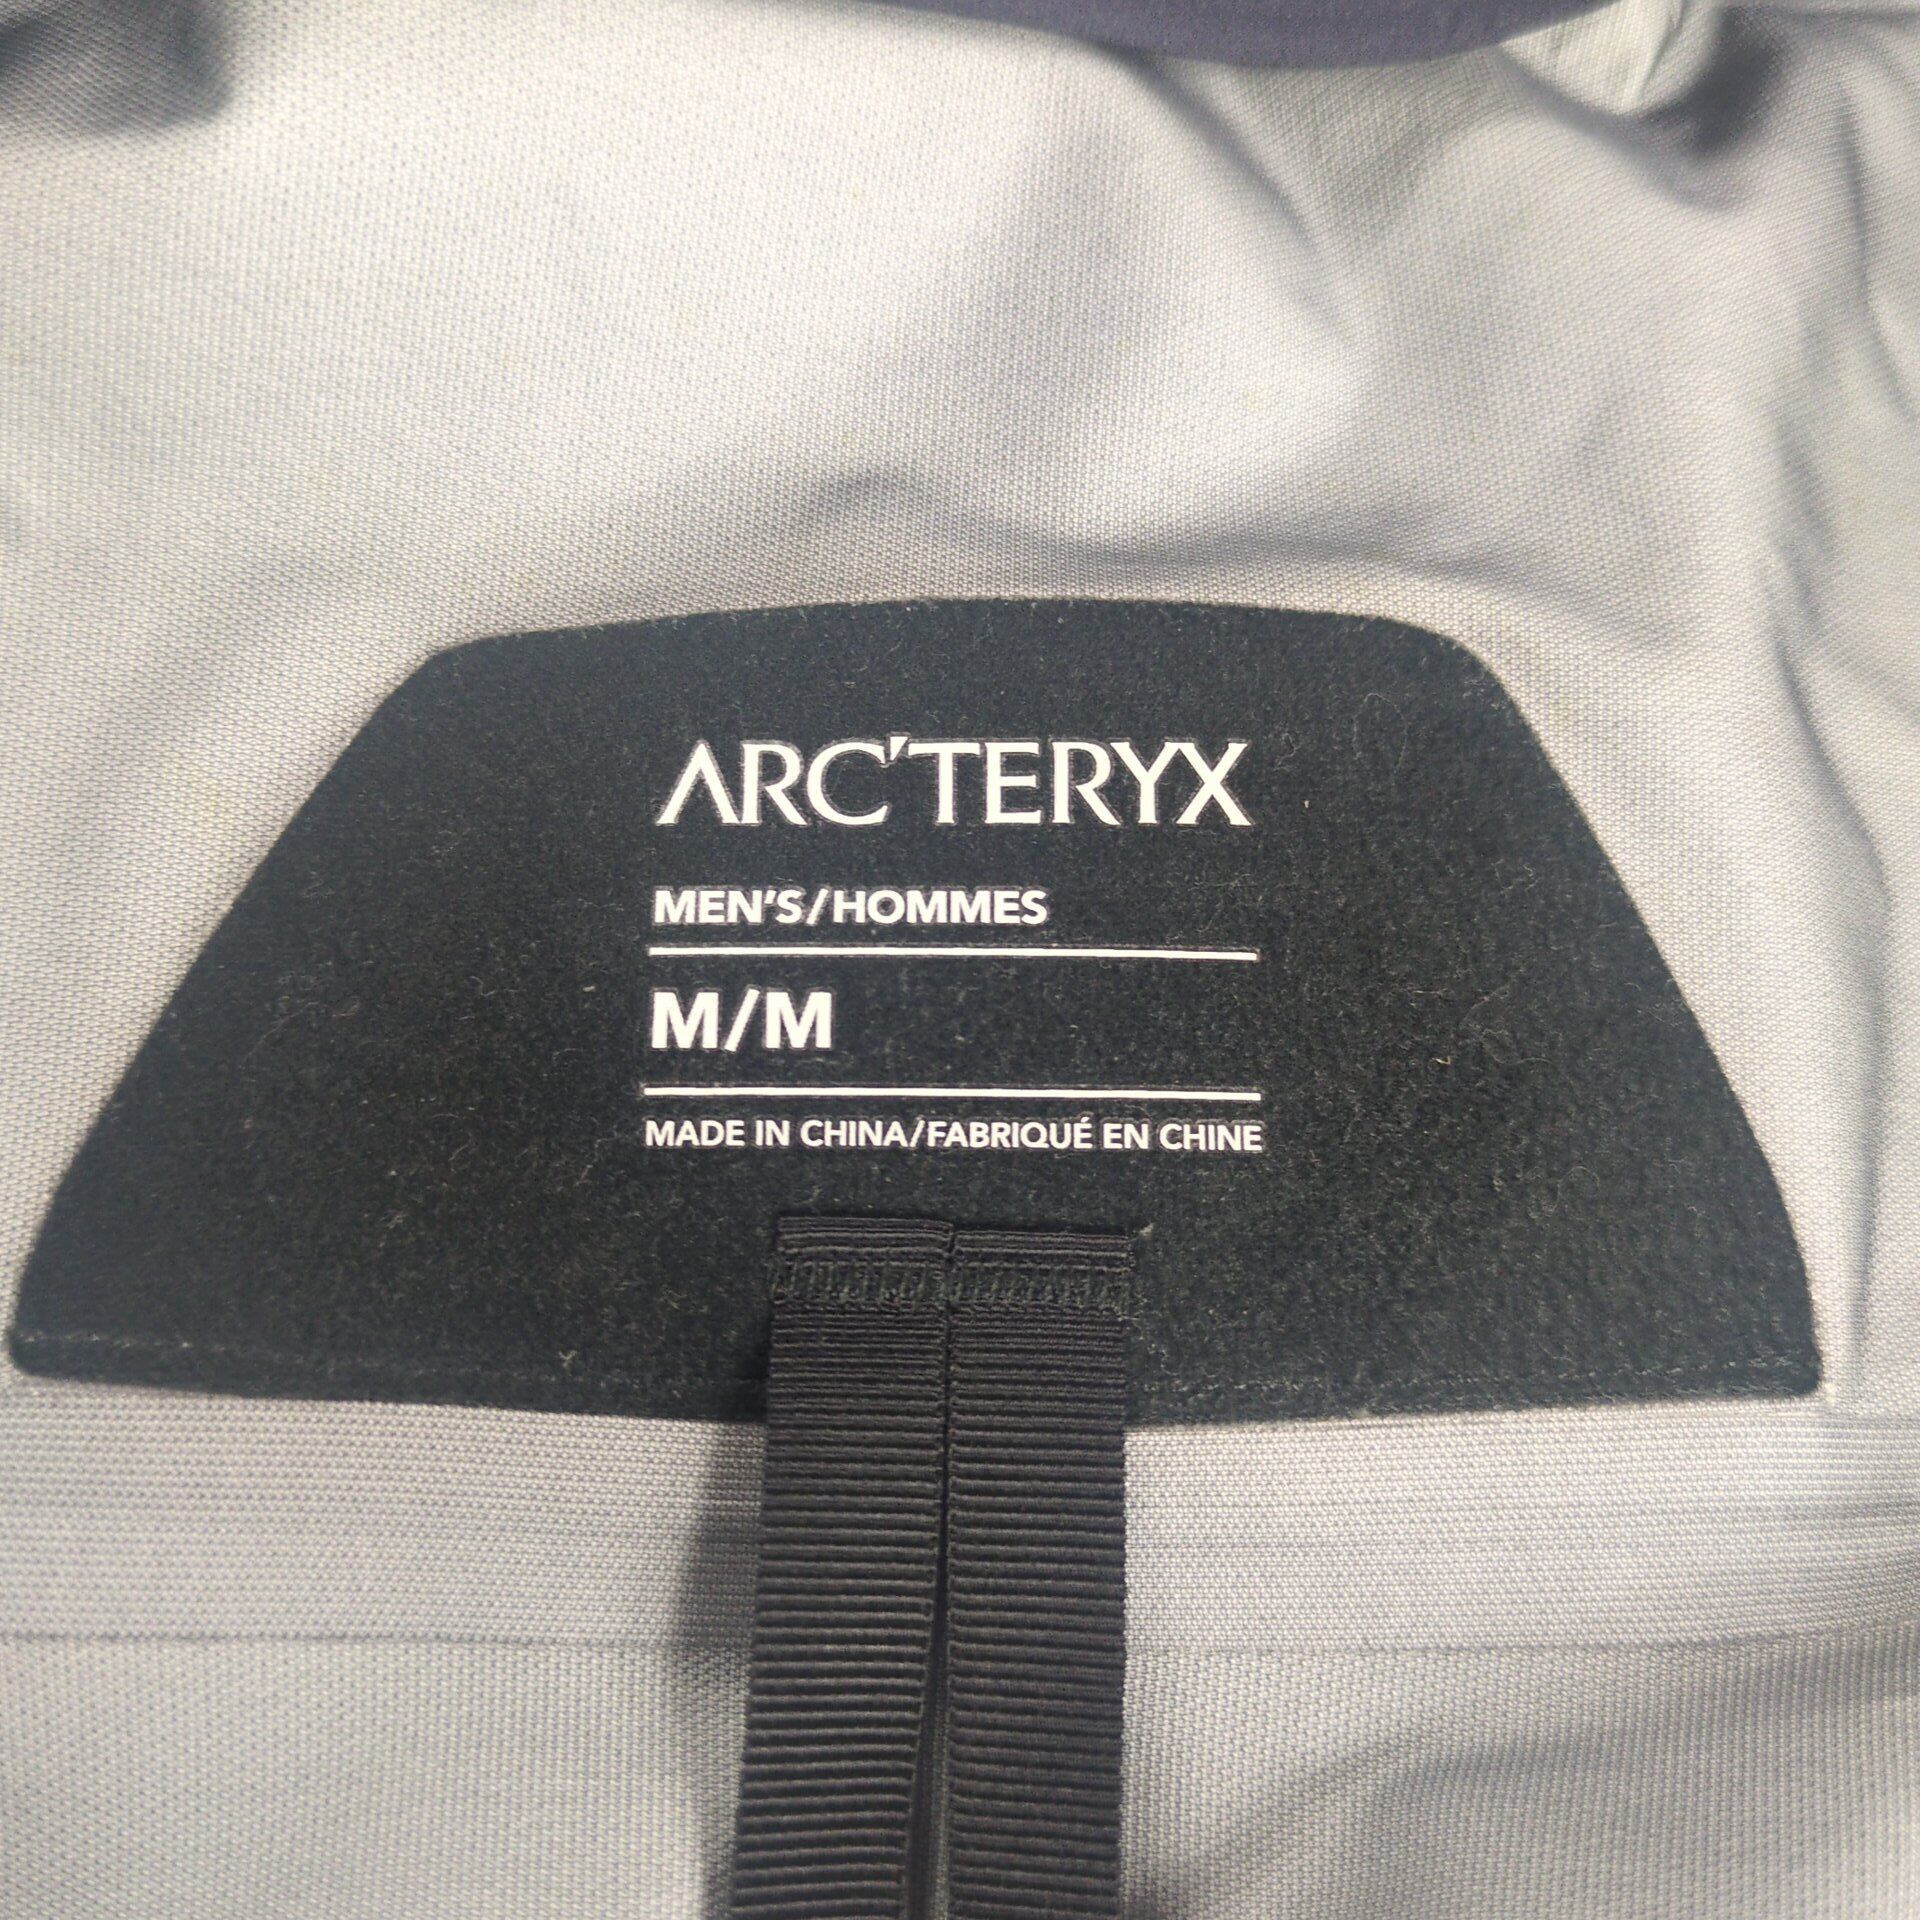 ARC'TERYX
MEN'S/HOMMES
M/M
MADE IN CHINA/FABRIQUÉ EN CHINE